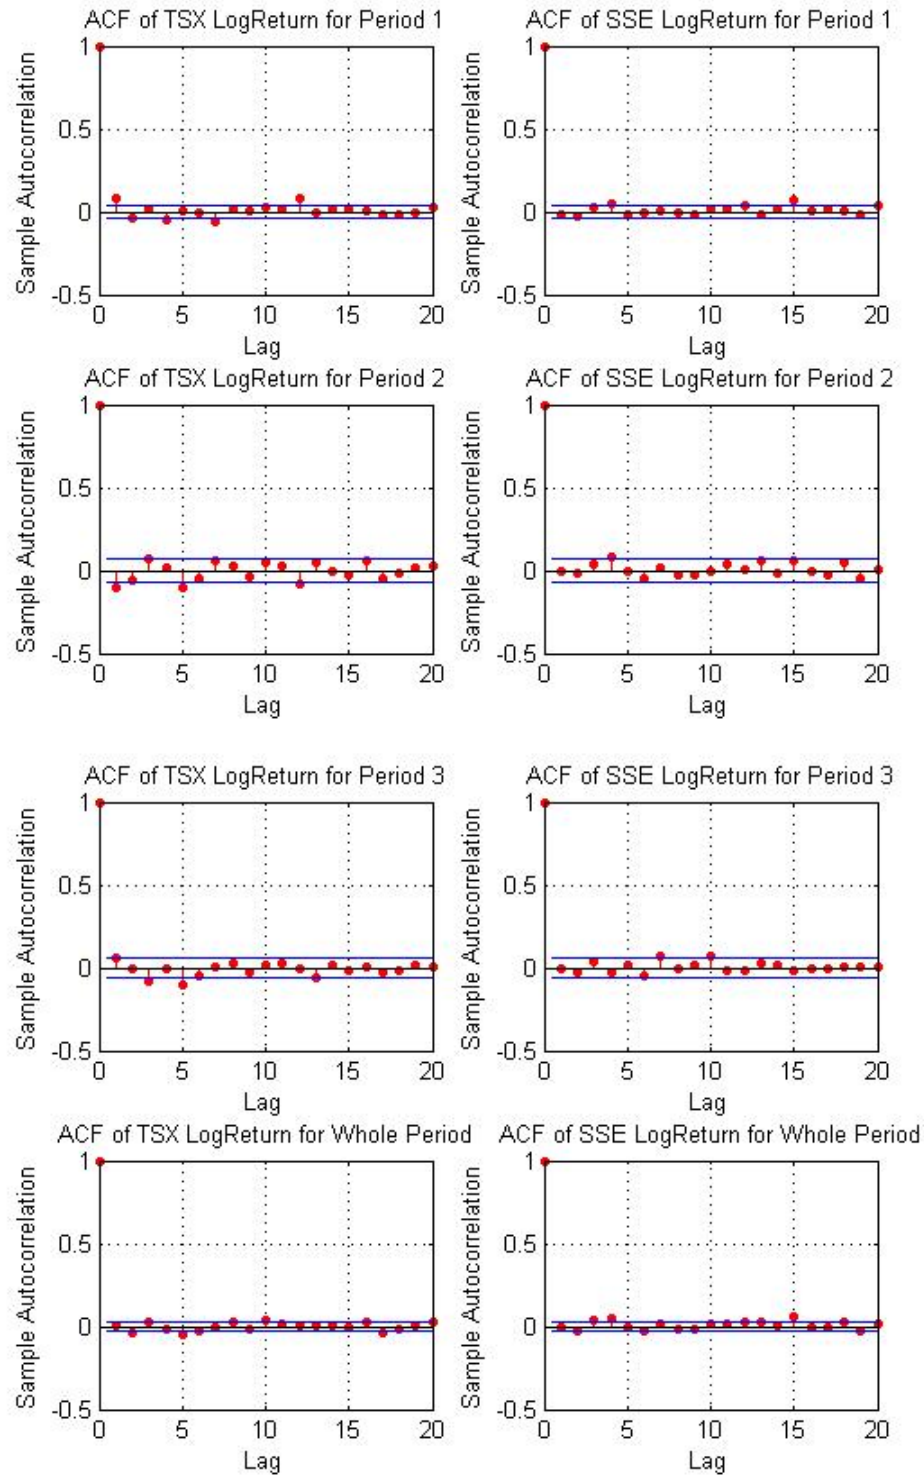 ACF of TSX LogReturn for Period 1
Sample Autocorrelation
1
0.5
0
-0.5
0 5 10 15 20
Lag
ACF of SSE LogReturn for Period 1
Sample Autocorrelation
1
0.5
0
-0.5
0 5 10 15 20
Lag
ACF of TSX LogReturn for Period 2
Sample Autocorrelation
1
0.5
0
-0.5
0 5 10 15 20
Lag
ACF of SSE LogReturn for Period 2
Sample Autocorrelation
1
0.5
0
-0.5
0 5 10 15 20
Lag
ACF of TSX LogReturn for Period 3
Sample Autocorrelation
1
0.5
0
-0.5
0 5 10 15 20
Lag
ACF of SSE LogReturn for Period 3
Sample Autocorrelation
1
0.5
0
-0.5
0 5 10 15 20
Lag
ACF of TSX LogReturn for Whole Period
Sample Autocorrelation
1
0.5
0
-0.5
0 5 10 15 20
Lag
ACF of SSE LogReturn for Whole Period
Sample Autocorrelation
1
0.5
0
-0.5
0 5 10 15 20
Lag